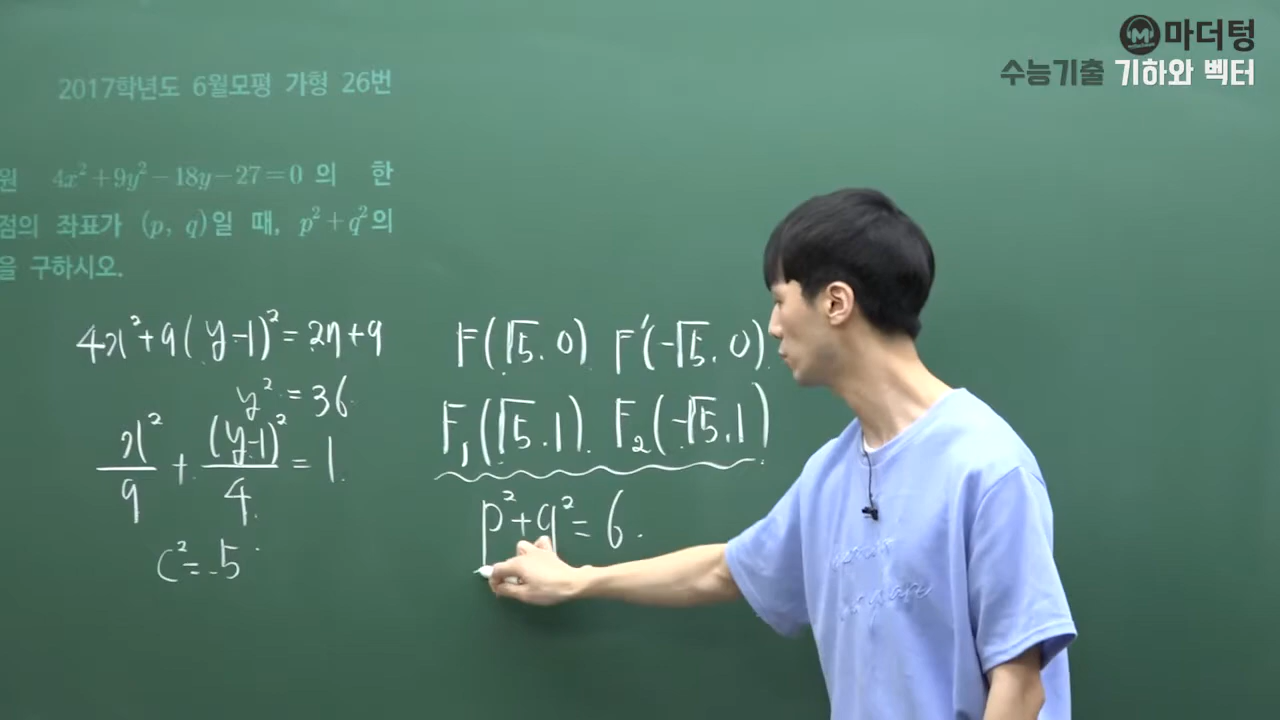 마더텅
수능기출 기하와 벡터
2017학년도 6월모평 가형 26번
원 4x²+9y²−18y−27=0 의 한
점의 좌표가 (p, q)일 때, p²+q²의
을 구하시오.
4x²+9(y-1)²=27+9
y² = 36
x²/9 + (y-1)²/4 = 1.
c²=5
F(√5, 0) F'(-√5, 0)
F₁(√5, 1) F₂(-√5, 1)
p²+q²=6.